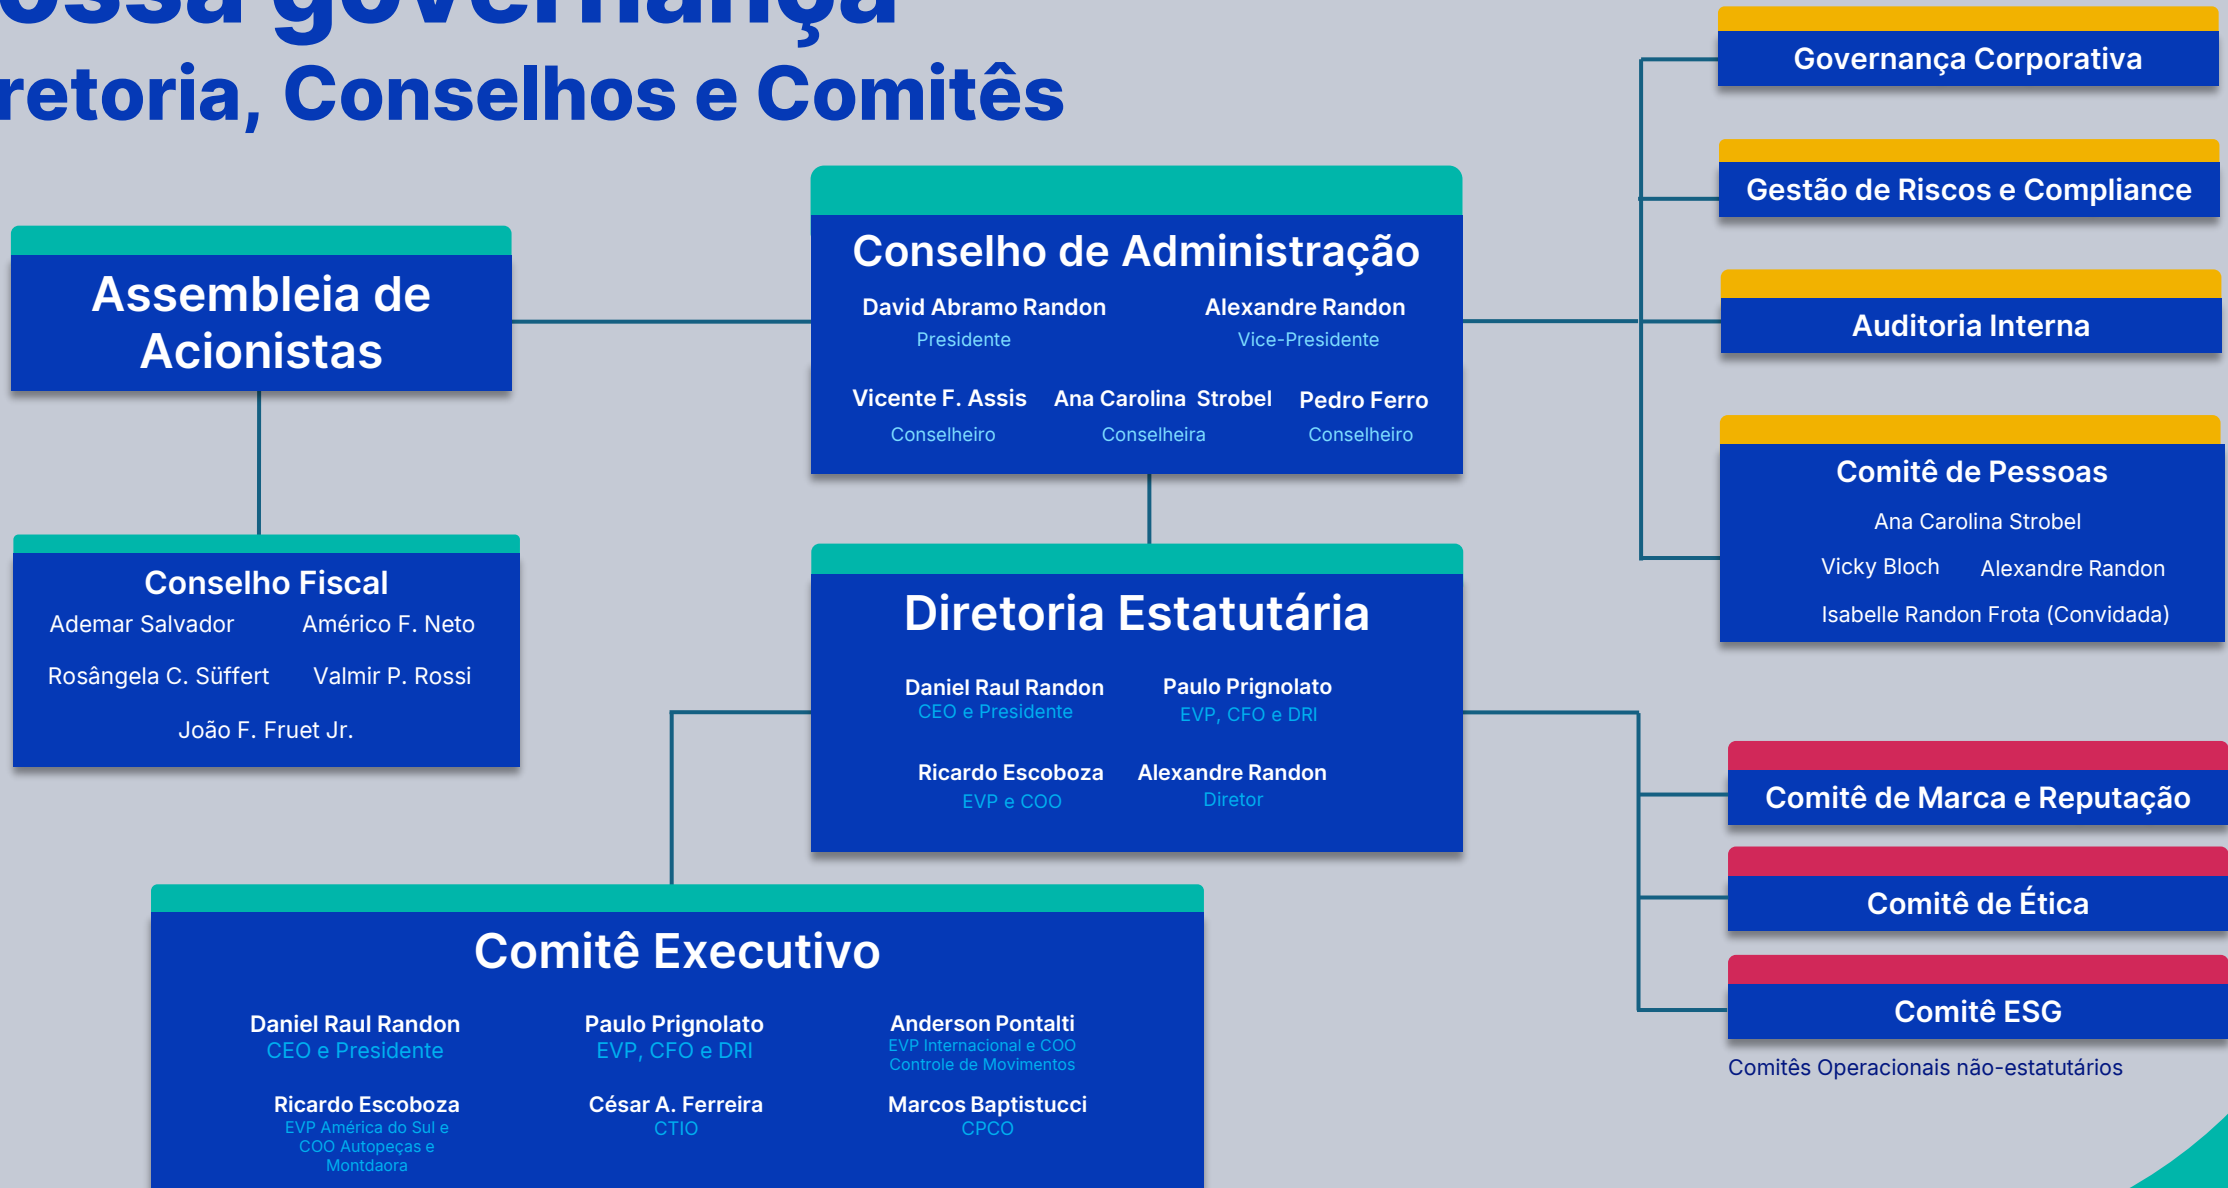 ossa governança
retoria, Conselhos e Comitês
Assembleia de
Acionistas
Conselho Fiscal
Ademar Salvador
Américo F. Neto
Rosângela C. Süffert
Valmir P. Rossi
João F. Fruet Jr.
Conselho de Administração
David Abramo Randon
Presidente
Alexandre Randon
Vice-Presidente
Vicente F. Assis
Conselheiro
Ana Carolina Strobel
Conselheira
Pedro Ferro
Conselheiro
Diretoria Estatutária
Daniel Raul Randon
CEO e Presidente
Paulo Prignolato
EVP, CFO e DRI
Ricardo Escoboza
EVP e COO
Alexandre Randon
Diretor
Comitê Executivo
Daniel Raul Randon
CEO e Presidente
Paulo Prignolato
EVP, CFO e DRI
Anderson Pontalti
EVP Internacional e COO
Controle de Movimentos
Ricardo Escoboza
EVP América do Sul e
COO Autopeças e
Montdaora
César A. Ferreira
CTIO
Marcos Baptistucci
CPCO
Governança Corporativa
Gestão de Riscos e Compliance
Auditoria Interna
Comitê de Pessoas
Ana Carolina Strobel
Vicky Bloch
Alexandre Randon
Isabelle Randon Frota (Convidada)
Comitê de Marca e Reputação
Comitê de Ética
Comitê ESG
Comitês Operacionais não-estatutários